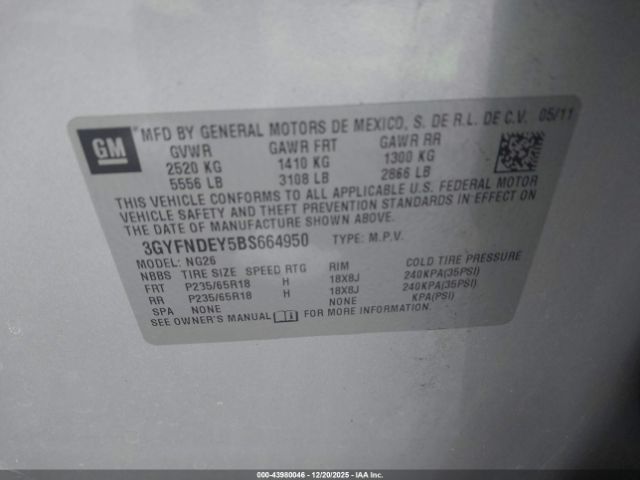 GM
MFD BY GENERAL MOTORS DE MEXICO, S. DE R.L. DE C.V. 05/11
GVWR GAWR FRT GAWR RR
2520 KG 1410 KG 1300 KG
5556 LB 3108 LB 2866 LB
THIS VEHICLE CONFORMS TO ALL APPLICABLE U.S. FEDERAL MOTOR
VEHICLE SAFETY AND THEFT PREVENTION STANDARDS IN EFFECT ON
THE DATE OF MANUFACTURE SHOWN ABOVE.
3GYFNDEY5BS664950 TYPE: M.P.V.
MODEL: NG26
NBBS TIRE SIZE SPEED RTG RIM COLD TIRE PRESSURE
FRT P235/65R18 H 18X8J 240KPA(35PSI)
RR P235/65R18 H 18X8J 240KPA(35PSI)
SPA NONE NONE KPA(PSI)
SEE OWNER'S MANUAL FOR MORE INFORMATION.
000-43980046 - 12/20/2025 - IAA Inc.